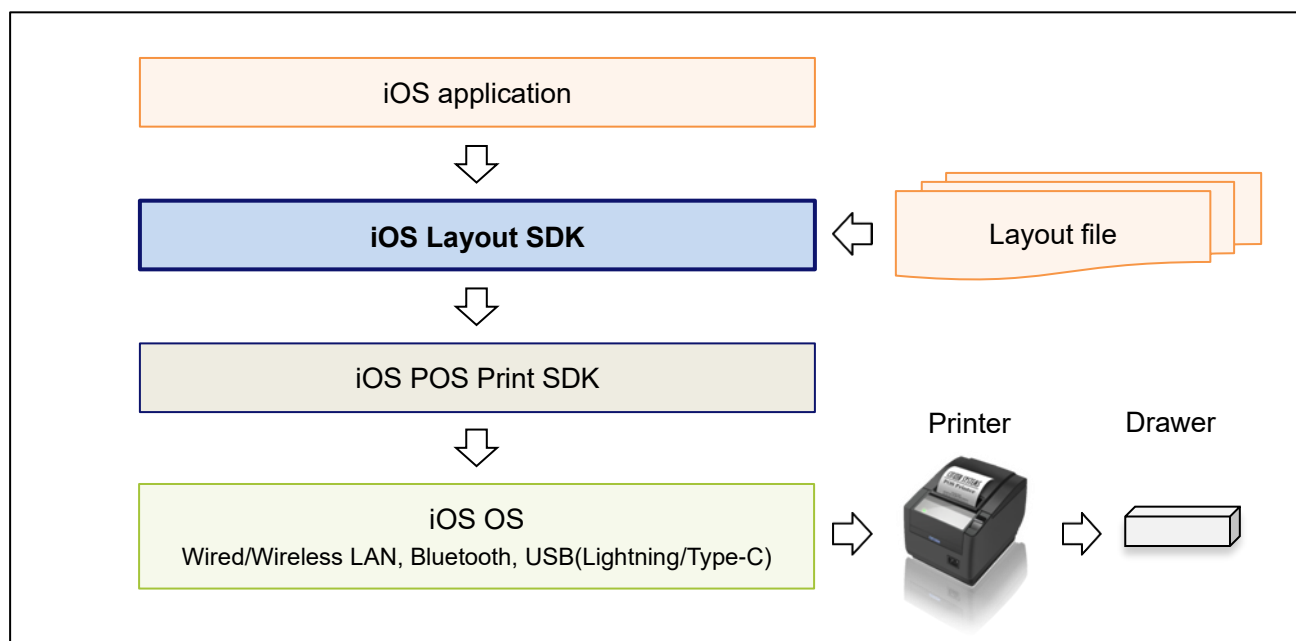 iOS application
iOS Layout SDK
Layout file
iOS POS Print SDK
Printer
Drawer
iOS OS
Wired/Wireless LAN, Bluetooth, USB(Lightning/Type-C)